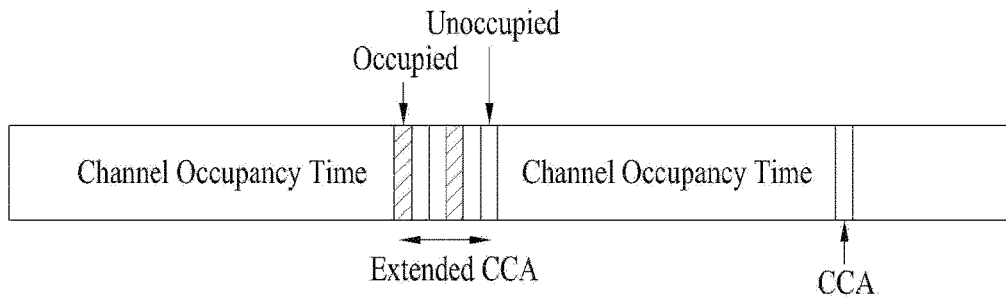 Unoccupied
Occupied
Channel Occupancy Time
Channel Occupancy Time
Extended CCA
CCA